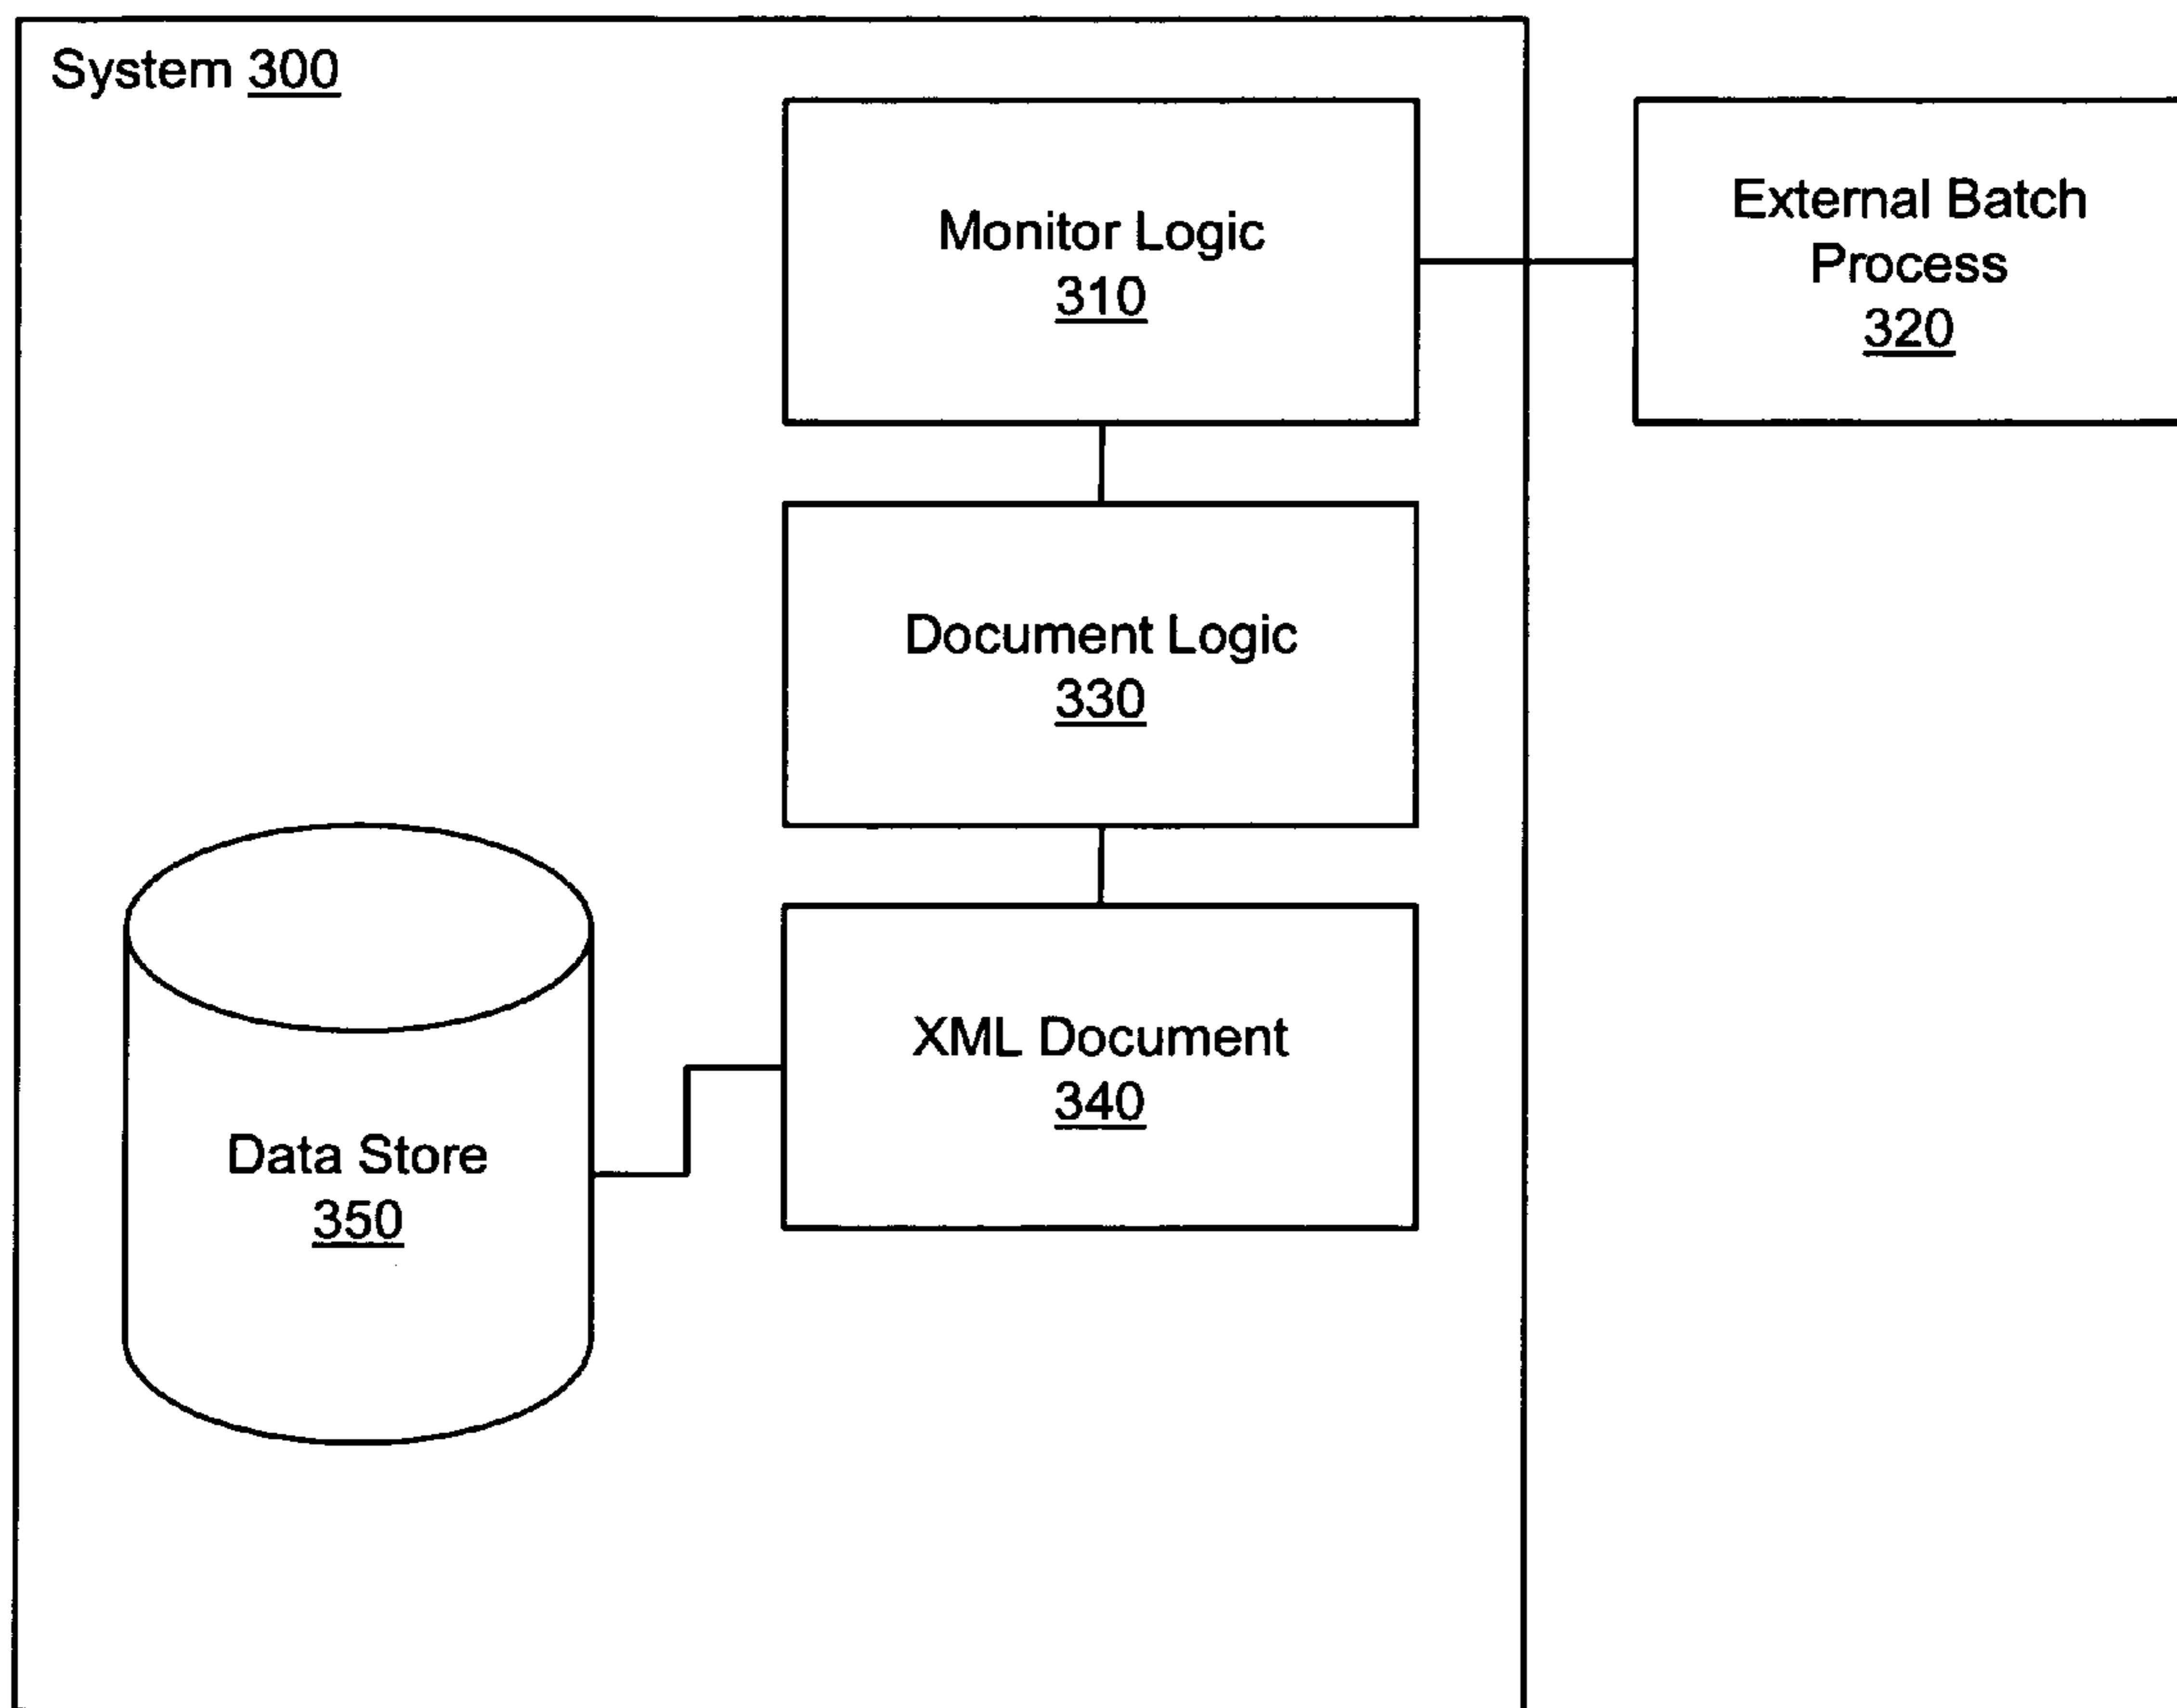 System 300
Monitor Logic
310
External Batch
Process
320
Document Logic
330
XML Document
340
Data Store
350